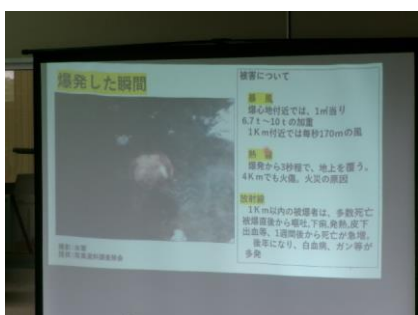 爆発した瞬間
被害について
暴　風
爆心地付近では、1㎡当り
6.7t～10tの加重
1Km付近では毎秒170mの風
熱　線
爆発から3秒程で、地上を覆う。
4Kmでも火傷、火災の原因
放射線
1Km以内の被爆者は、多数死亡
被爆直後から嘔吐,下痢,発熱,皮下
出血等、1週間後から死亡が急増。
後年になり、白血病、ガン等が
多発
撮影:米軍